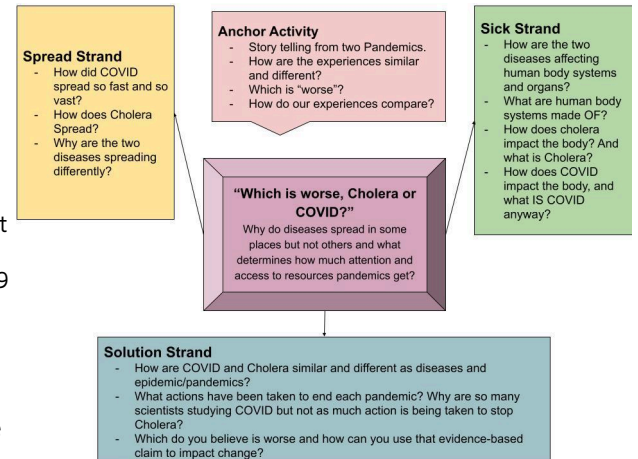 Spread Strand
- How did COVID
spread so fast and so
vast?
- How does Cholera
Spread?
- Why are the two
diseases spreading
differently?
Anchor Activity
- Story telling from two Pandemics.
- How are the experiences similar
and different?
- Which is “worse”?
- How do our experiences compare?
Sick Strand
- How are the two
diseases affecting
human body systems
and organs?
- What are human body
systems made OF?
- How does cholera
impact the body? And
what is Cholera?
- How does COVID
impact the body, and
what IS COVID
anyway?
“Which is worse, Cholera or
COVID?”
Why do diseases spread in some
places but not others and what
determines how much attention and
access to resources pandemics get?
t
9
Solution Strand
- How are COVID and Cholera similar and different as diseases and
epidemic/pandemics?
- What actions have been taken to end each pandemic? Why are so many
scientists studying COVID but not as much action is being taken to stop
Cholera?
- Which do you believe is worse and how can you use that evidence-based
claim to impact change?